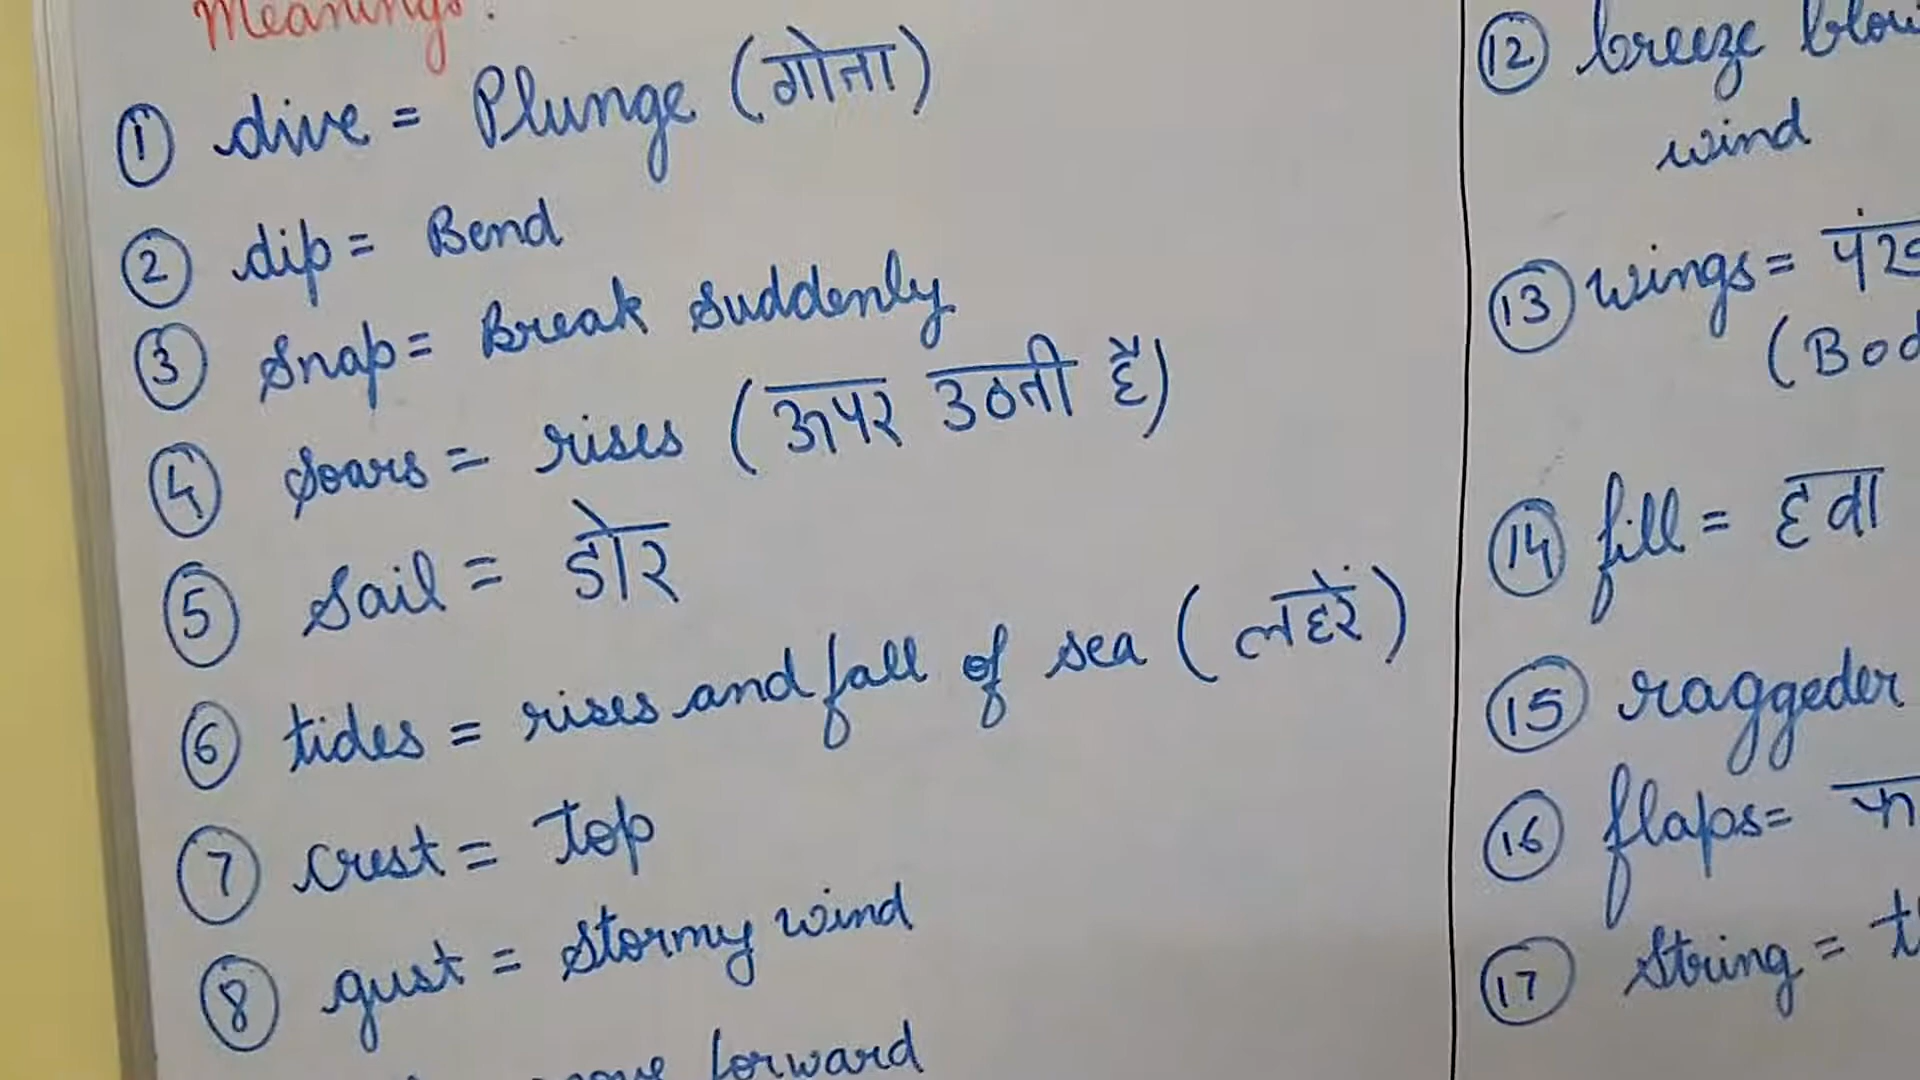 Meanings:
① dive = Plunge (गोता)
② dip = Bend
③ snap = Break suddenly
④ soars = rises (ऊपर उठती है)
⑤ sail = डोर
⑥ tides = rises and fall of sea (लहरें)
⑦ crest = top
⑧ gust = stormy wind
forward
⑫ breeze
wind
⑬ wings =
⑭ fill = हवा
⑮ raggeder
⑯ flaps =
⑰ string =